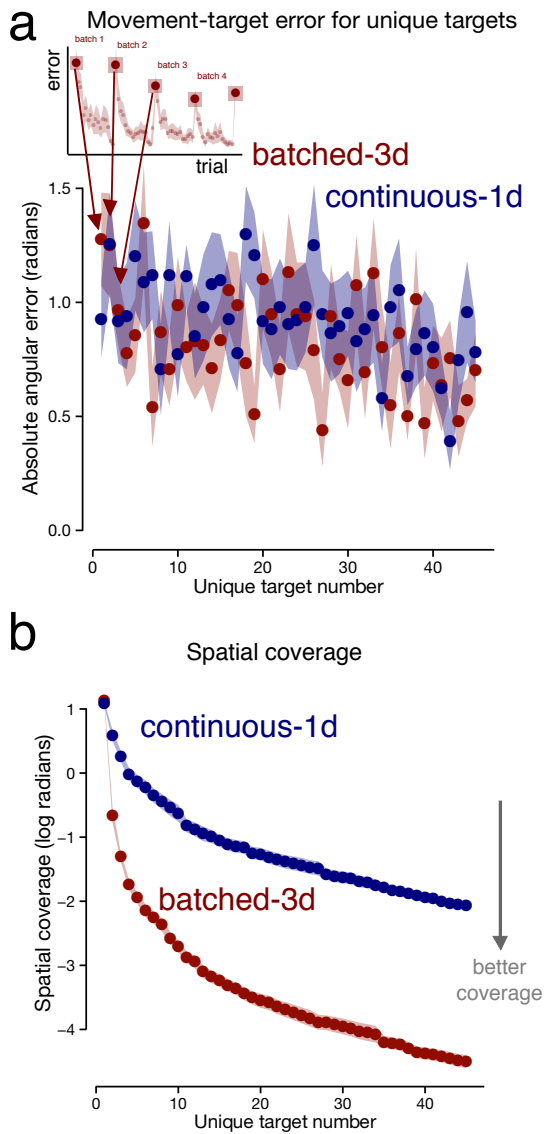 a
Movement-target error for unique targets
batch 1
batch 2
batch 3
batch 4
error
trial
batched-3d
continuous-1d
Absolute angular error (radians)
1.5
1.0
0.5
0.0
0
10
20
30
40
Unique target number
b
Spatial coverage
Spatial coverage (log radians)
1
0
-1
-2
-3
-4
continuous-1d
batched-3d
better
coverage
0
10
20
30
40
Unique target number